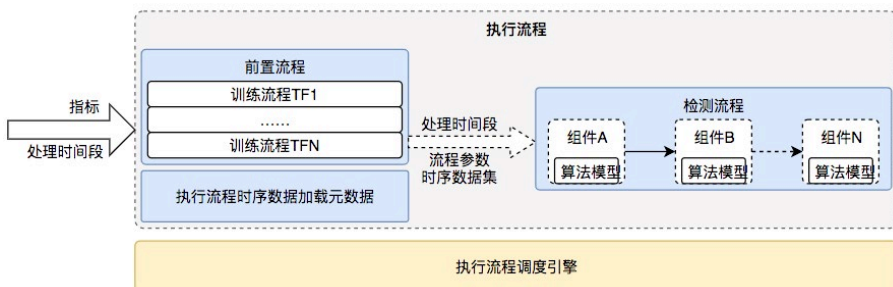 执行流程
前置流程
训练流程TF1
……
训练流程TFN
执行流程时序数据加载元数据
指标
处理时间段
处理时间段
流程参数
时序数据集
检测流程
组件A
算法模型
组件B
算法模型
组件N
算法模型
执行流程调度引擎